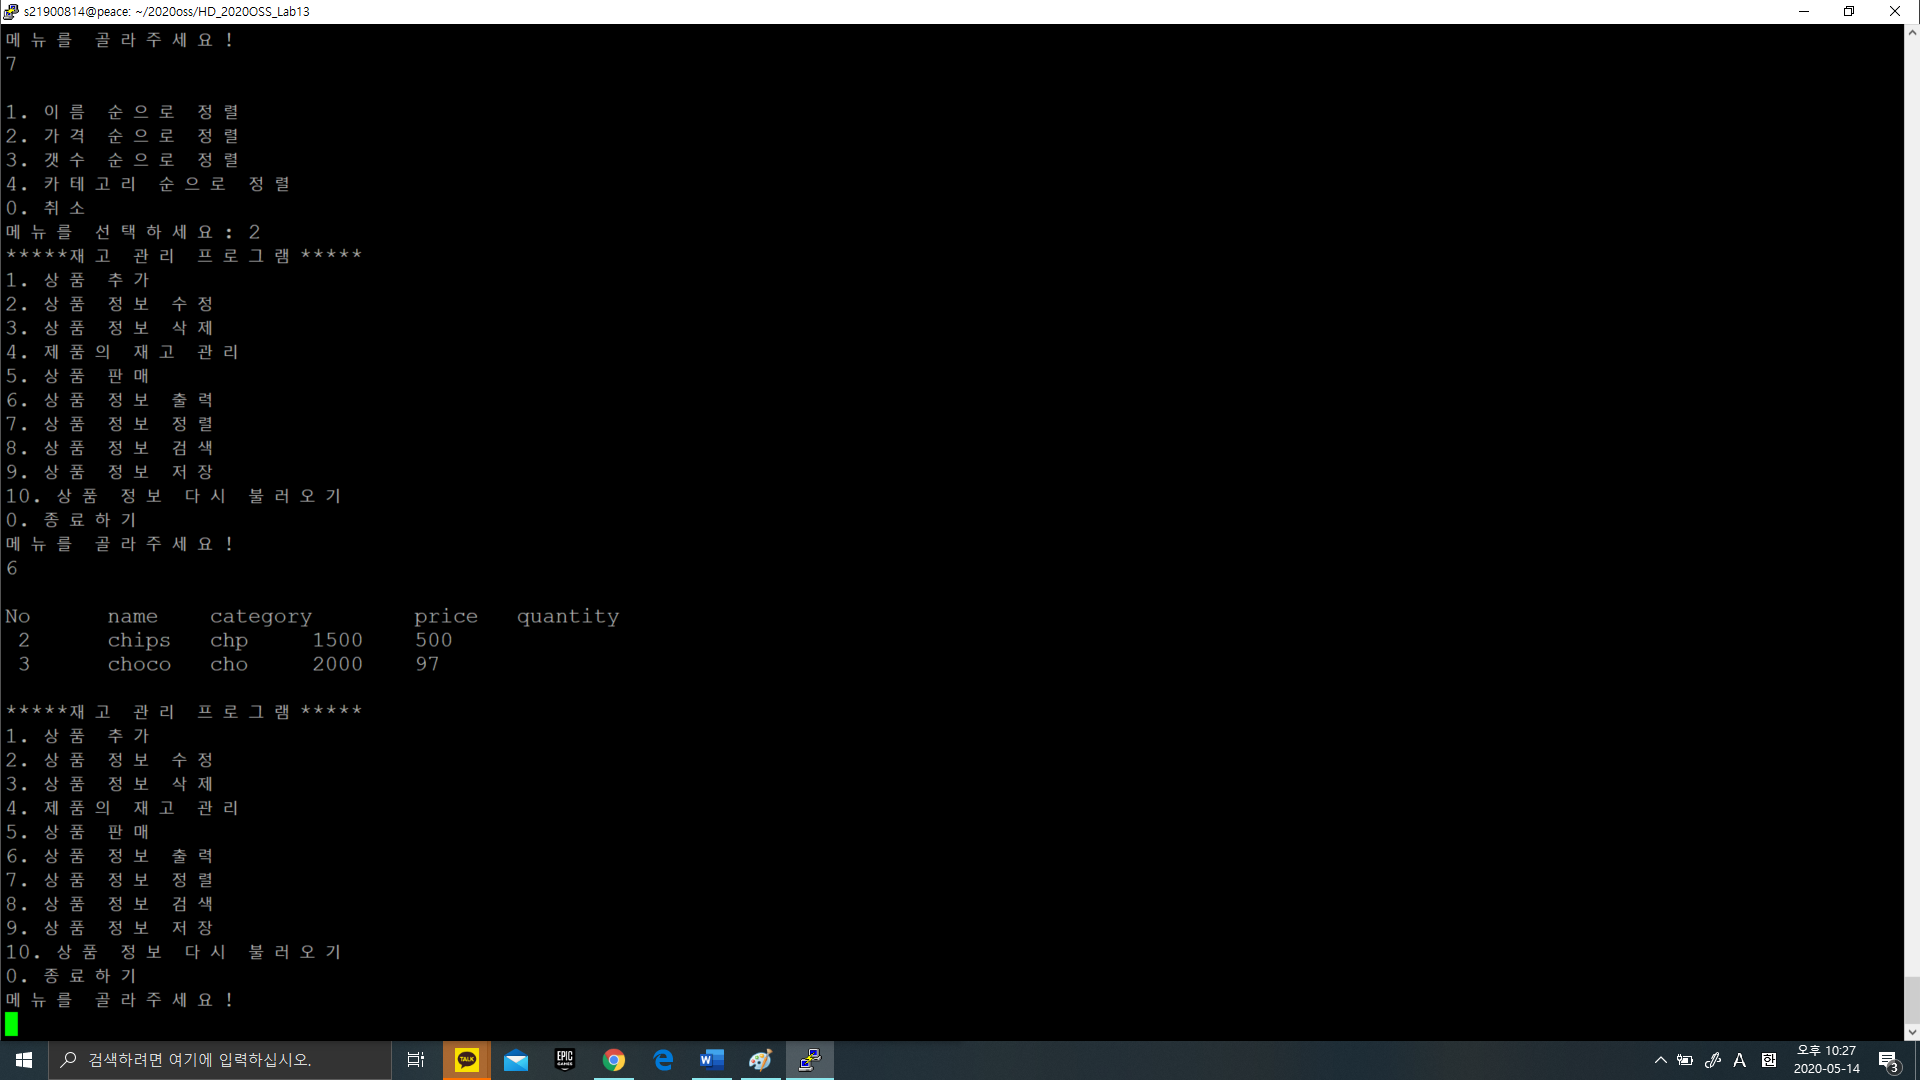 s21900814@peace: ~/2020oss/HD_2020OSS_Lab13
메뉴를 골라주세요!
7
1. 이름 순으로 정렬
2. 가격 순으로 정렬
3. 갯수 순으로 정렬
4. 카테고리 순으로 정렬
0. 취소
메뉴를 선택하세요: 2
*****재고 관리 프로그램*****
1. 상품 추가
2. 상품 정보 수정
3. 상품 정보 삭제
4. 제품의 재고 관리
5. 상품 판매
6. 상품 정보 출력
7. 상품 정보 정렬
8. 상품 정보 검색
9. 상품 정보 저장
10. 상품 정보 다시 불러오기
0. 종료하기
메뉴를 골라주세요!
6
No name category price quantity
2 chips chp 1500 500
3 choco cho 2000 97
*****재고 관리 프로그램*****
1. 상품 추가
2. 상품 정보 수정
3. 상품 정보 삭제
4. 제품의 재고 관리
5. 상품 판매
6. 상품 정보 출력
7. 상품 정보 정렬
8. 상품 정보 검색
9. 상품 정보 저장
10. 상품 정보 다시 불러오기
0. 종료하기
메뉴를 골라주세요!
검색하려면 여기에 입력하십시오.
TALK
EPIC GAMES
A
오후 10:27
2020-05-14
3